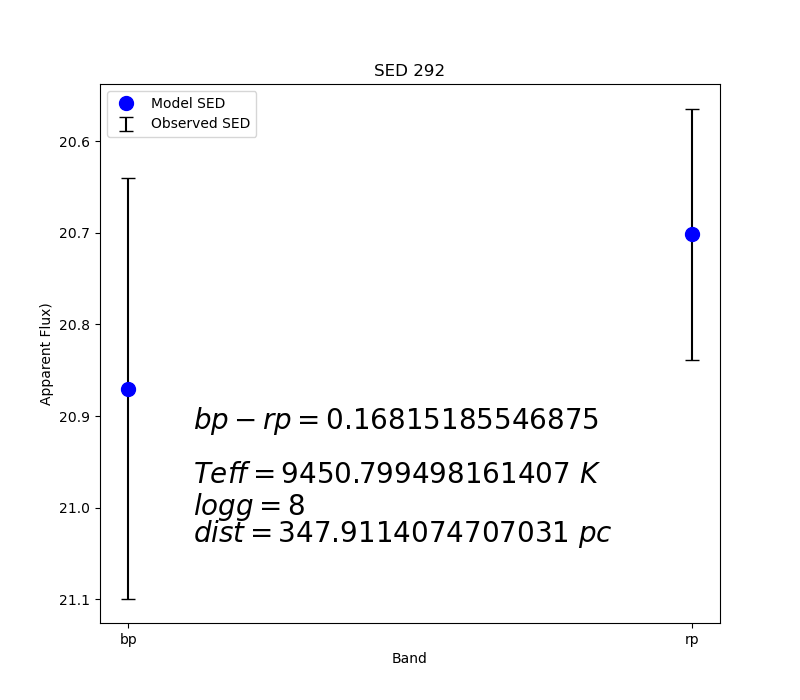 SED 292
Model SED
Observed SED
20.6
20.7
20.8
20.9
21.0
21.1
Apparent Flux)
bp − rp = 0.16815185546875
Teff = 9450.799498161407 K
logg = 8
dist = 347.9114074707031 pc
bp
rp
Band